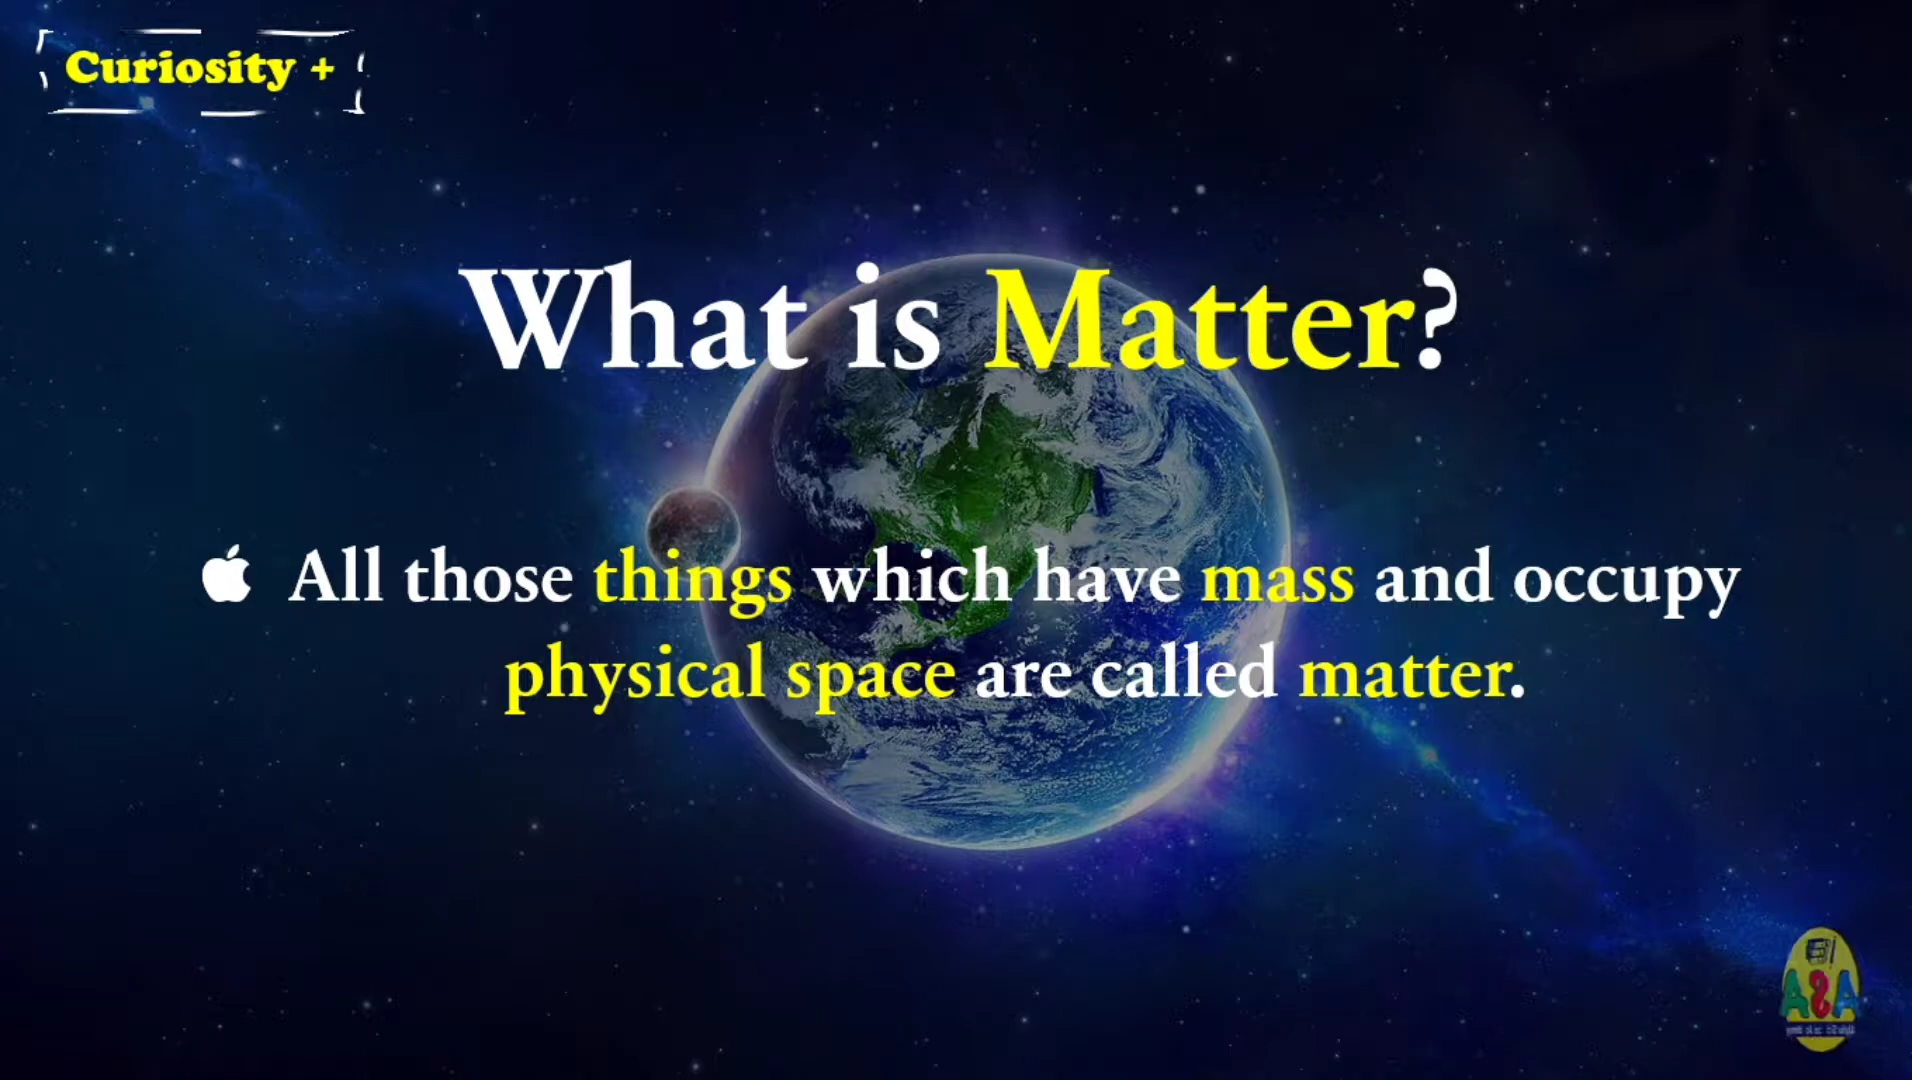 Curiosity +
What is Matter?
All those things which have mass and occupy
physical space are called matter.
A&A